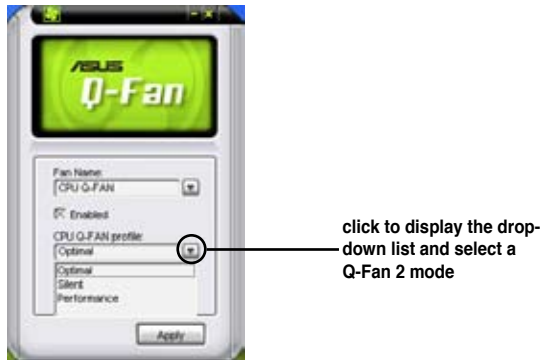 ASUS
Q-Fan
Fan Name:
CPU Q-FAN
Enabled
CPU Q-FAN profile:
Optimal
Optimal
Silent
Performance
Apply
click to display the drop-
down list and select a
Q-Fan 2 mode